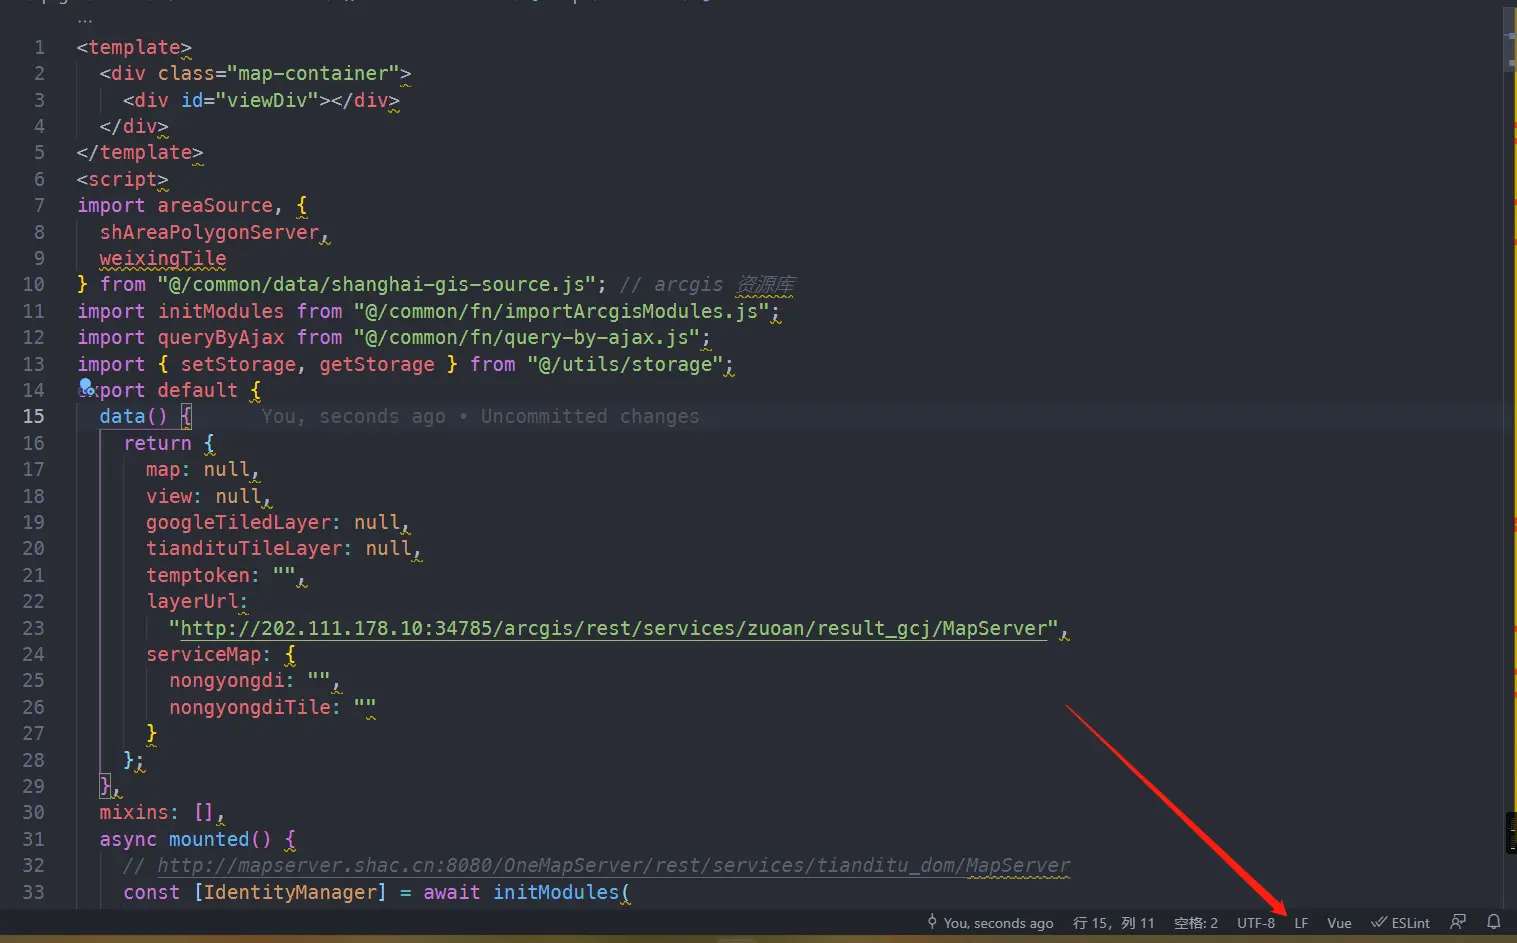 ...
1 <template>
2 <div class="map-container">
3 <div id="viewDiv"></div>
4 </div>
5 </template>
6 <script>
7 import areaSource, {
8 shAreaPolygonServer,
9 weixingTile
10 } from "@/common/data/shanghai-gis-source.js"; // arcgis 资源库
11 import initModules from "@/common/fn/importArcgisModules.js";
12 import queryByAjax from "@/common/fn/query-by-ajax.js";
13 import { setStorage, getStorage } from "@/utils/storage";
14 export default {
15 data() { You, seconds ago • Uncommitted changes
16 return {
17 map: null,
18 view: null,
19 googleTiledLayer: null,
20 tiandituTileLayer: null,
21 temptoken: "",
22 layerUrl:
23 "http://202.111.178.10:34785/arcgis/rest/services/zuoan/result_gcj/MapServer",
24 serviceMap: {
25 nongyongdi: "",
26 nongyongdiTile: ""
27 }
28 };
29 },
30 mixins: [],
31 async mounted() {
32 // http://mapserver.shac.cn:8080/OneMapServer/rest/services/tianditu_dom/MapServer
33 const [IdentityManager] = await initModules(
You, seconds ago 行 15，列 11 空格: 2 UTF-8 LF Vue ESLint